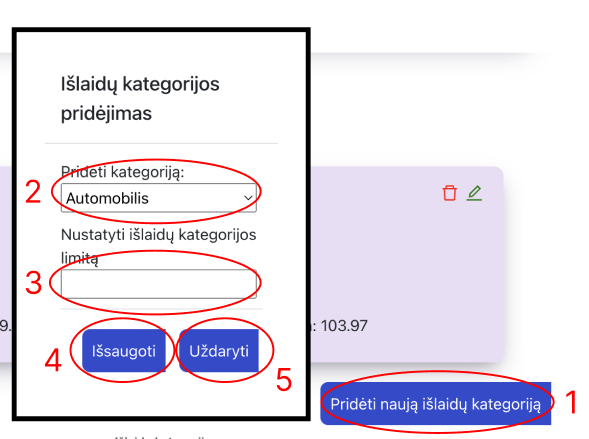 Išlaidų kategorijos
pridėjimas
Pridėti kategoriją:
2
Automobilis
Nustatyti išlaidų kategorijos
limitą
3
9.
: 103.97
4
Išsaugoti
Uždaryti
5
Pridėti naują išlaidų kategoriją
1